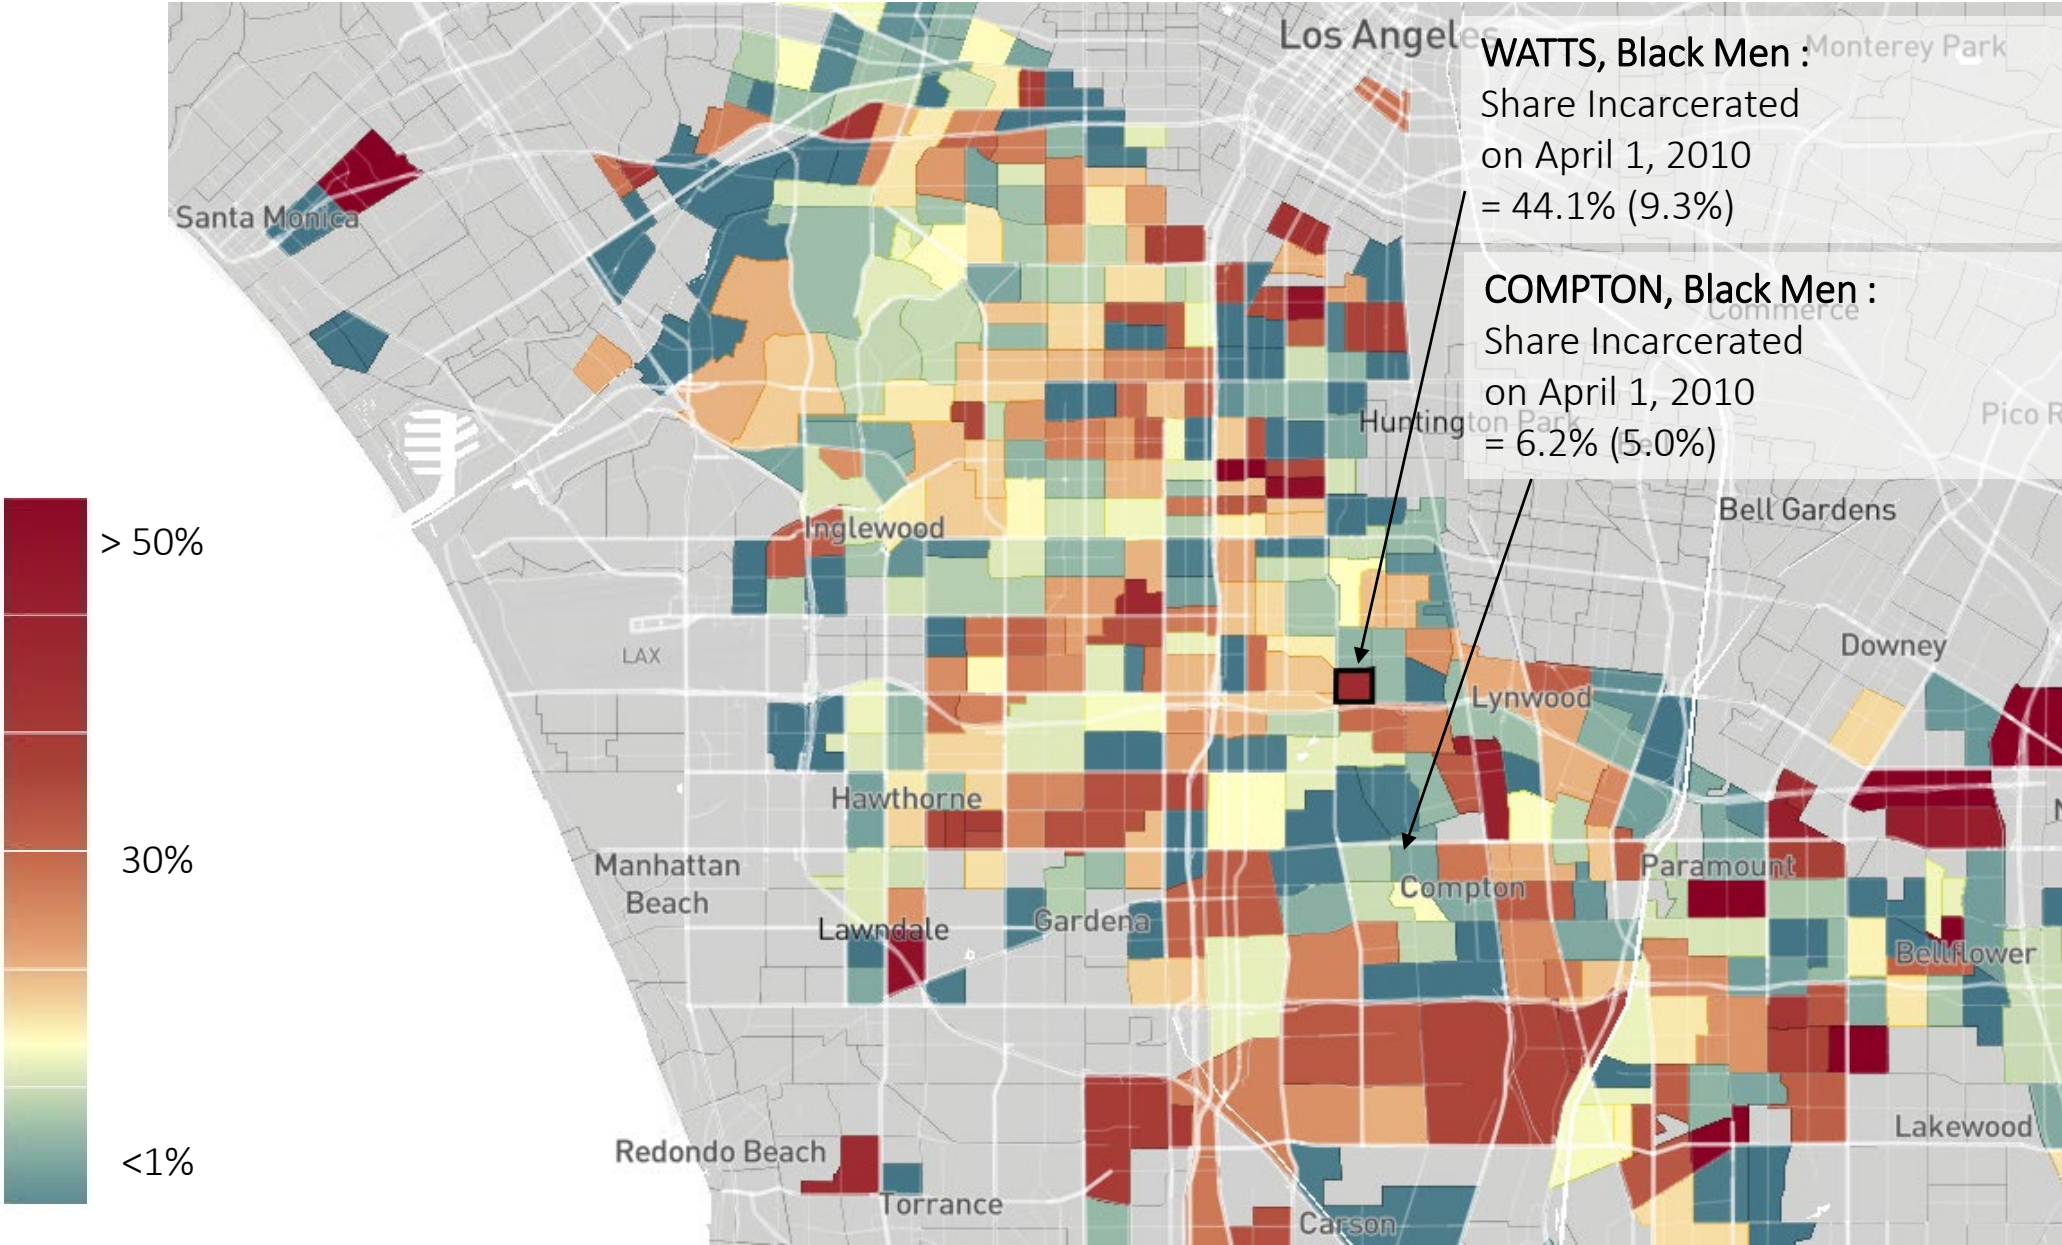 Los Angeles
Monterey Park
WATTS, Black Men :
Share Incarcerated
on April 1, 2010
= 44.1% (9.3%)
Santa Monica
COMPTON, Black Men :
Commerce
Share Incarcerated
on April 1, 2010
= 6.2% (5.0%)
Huntington Park
Bell
Pico R
Bell Gardens
Inglewood
> 50%
LAX
Downey
Lynwood
Hawthorne
N
30%
Manhattan
Beach
Paramount
Compton
Lawndale
Gardena
Bellflower
Lakewood
Redondo Beach
<1%
Torrance
Carson